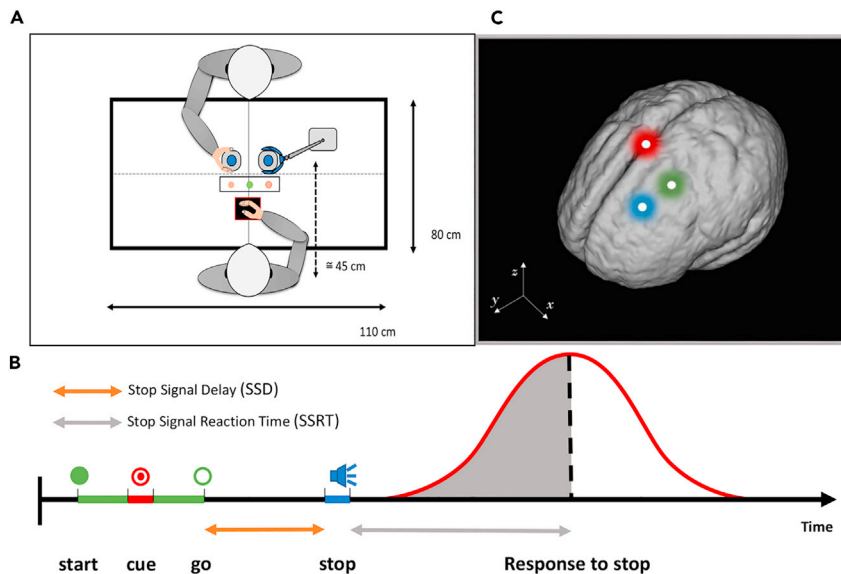 A
C
80 cm
≅ 45 cm
110 cm
z
y
x
B
Stop Signal Delay (SSD)
Stop Signal Reaction Time (SSRT)
Time
start cue go stop Response to stop